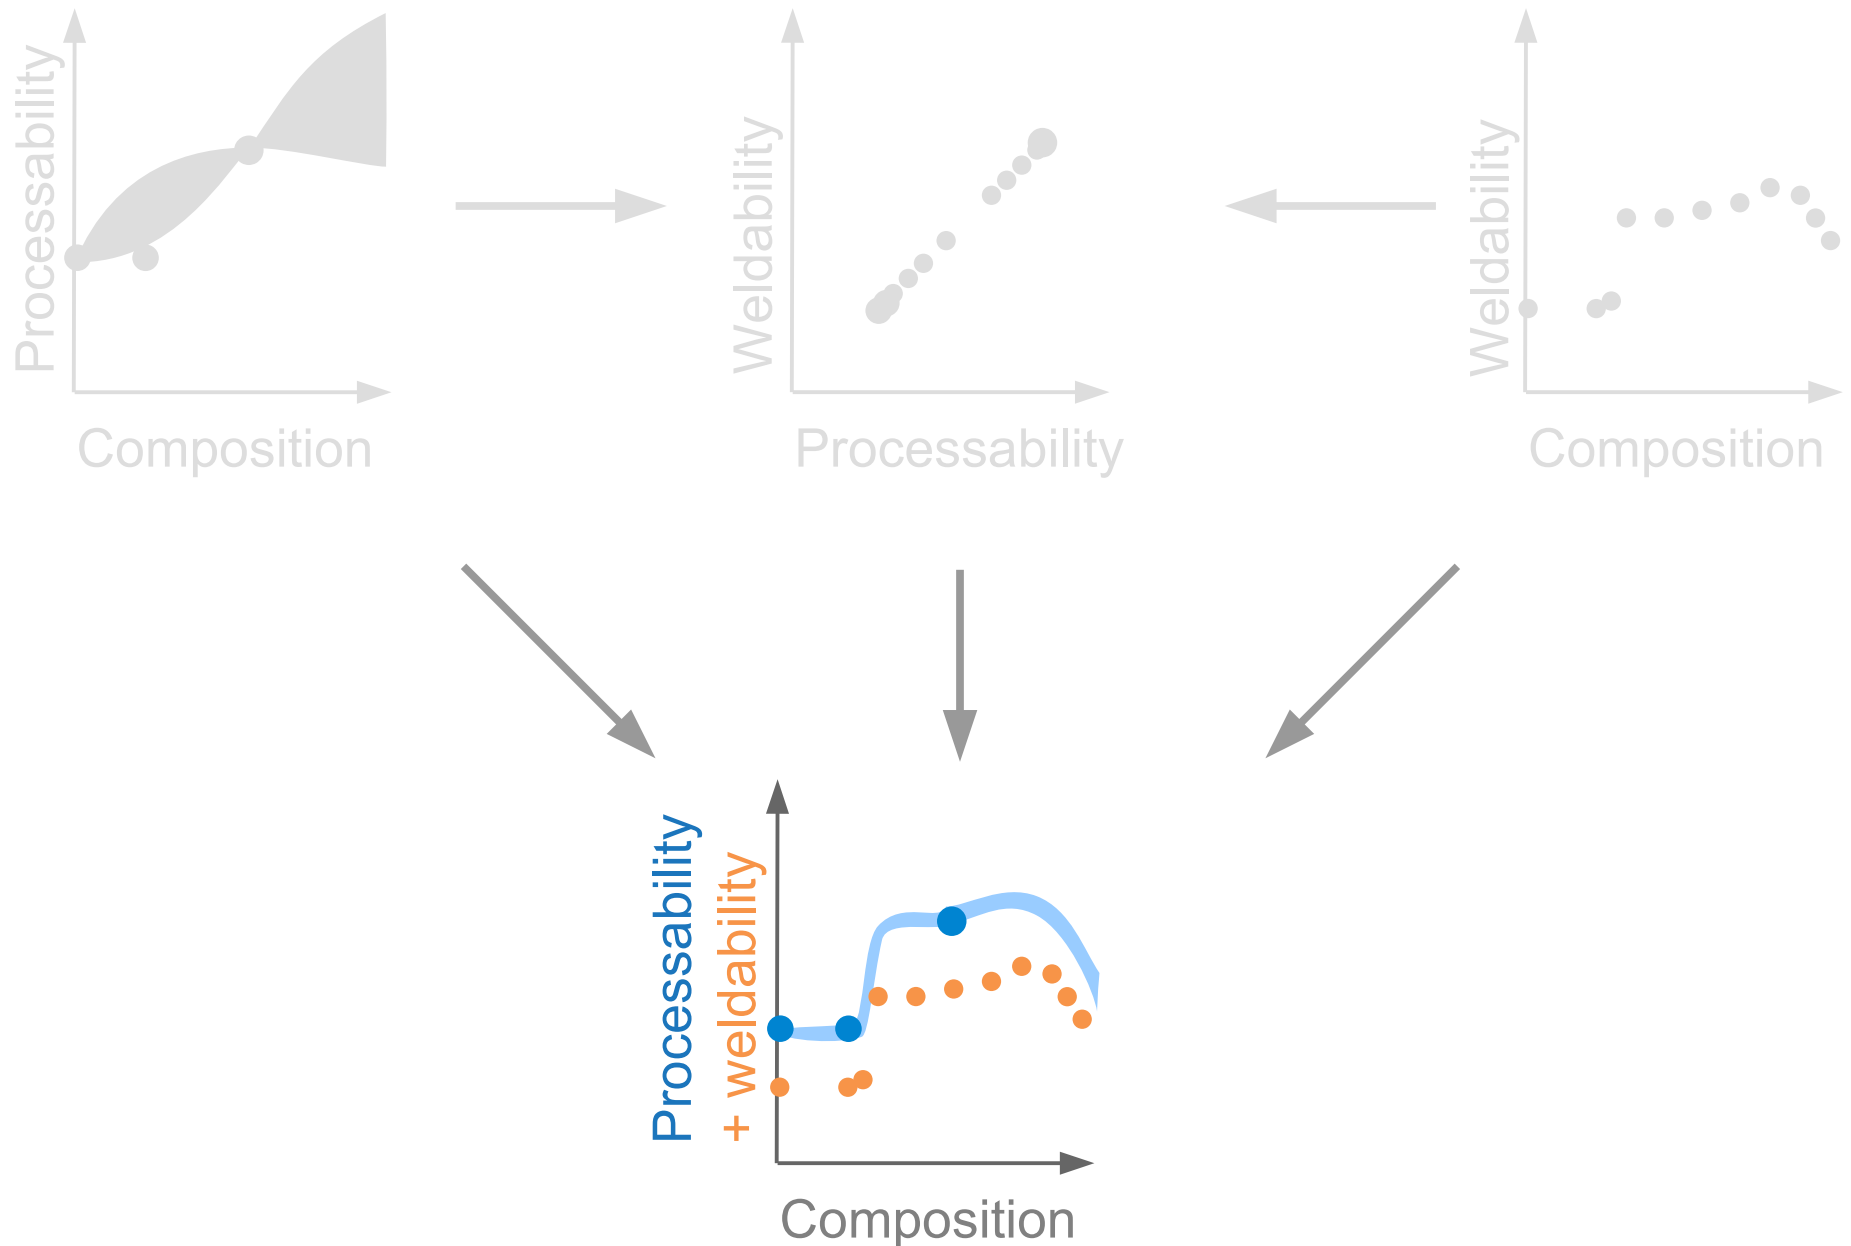 Processability
Composition
Weldability
Processability
Weldability
Composition
Processability
+ weldability
Composition